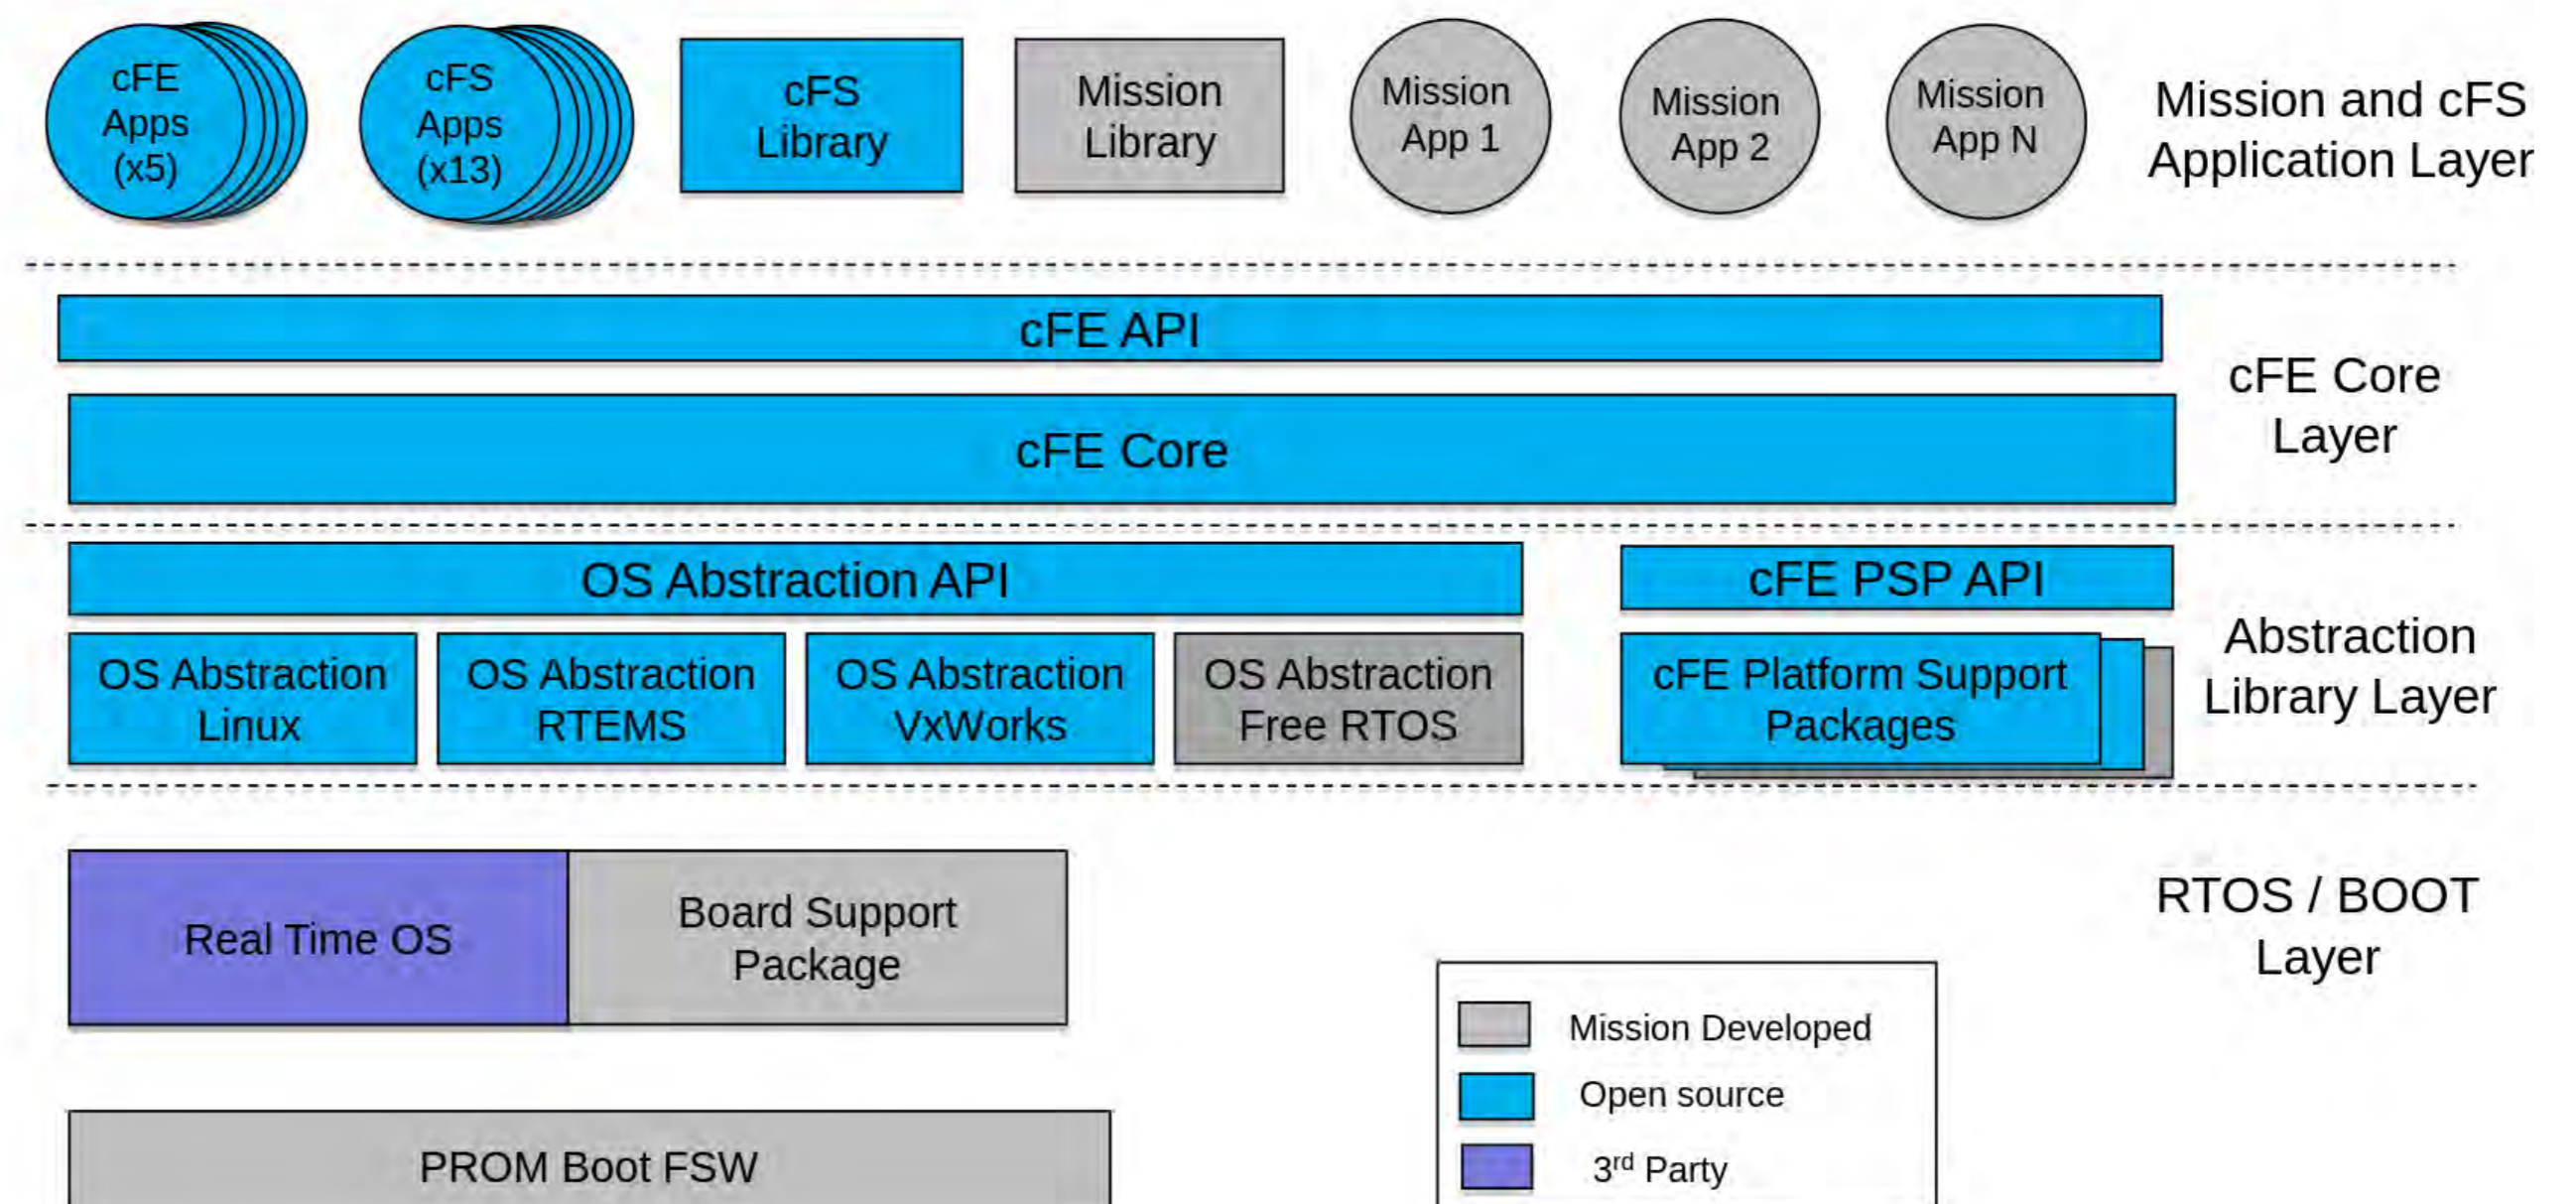 cFE
Apps
(x5)
cFS
Apps
(x13)
cFS
Library
Mission
Library
Mission
App 1
Mission
App 2
Mission
App N
Mission and cFS
Application Layer
cFE API
cFE Core
cFE Core
Layer
OS Abstraction API
cFE PSP API
OS Abstraction
Linux
OS Abstraction
RTEMS
OS Abstraction
VxWorks
OS Abstraction
Free RTOS
cFE Platform Support
Packages
Abstraction
Library Layer
Real Time OS
Board Support
Package
RTOS / BOOT
Layer
PROM Boot FSW
Mission Developed
Open source
3rd Party